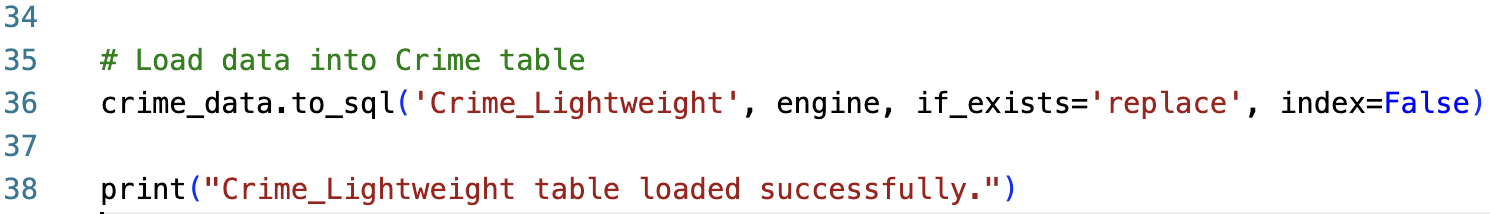 34
35 # Load data into Crime table
36 crime_data.to_sql('Crime_Lightweight', engine, if_exists='replace', index=False)
37
38 print("Crime_Lightweight table loaded successfully.")